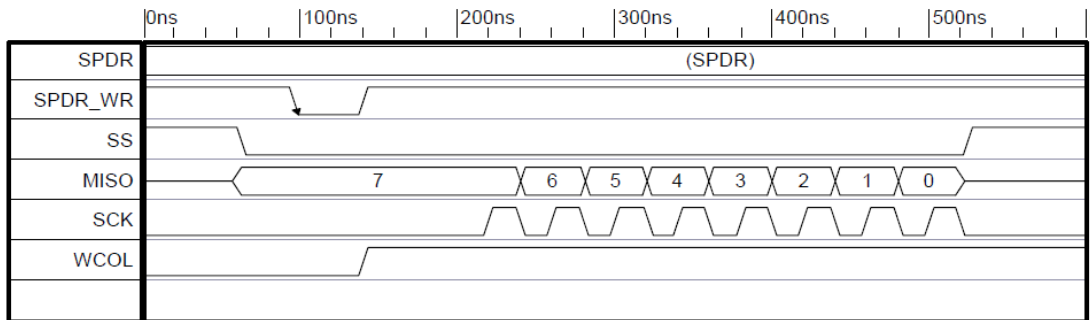 0ns 100ns 200ns 300ns 400ns 500ns
SPDR (SPDR)
SPDR_WR
SS
MISO 7 6 5 4 3 2 1 0
SCK
WCOL